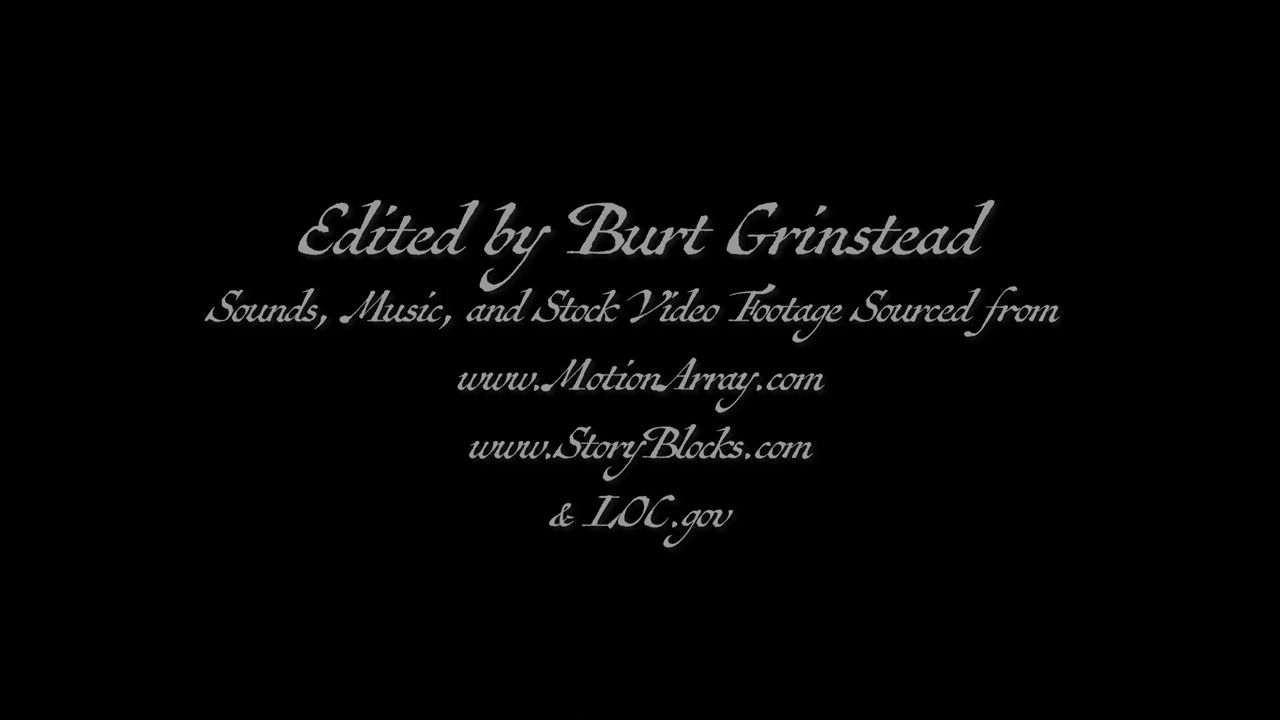 Edited by Burt Grinstead
Sounds, Music, and Stock Video Footage Sourced from
www.MotionArray.com
www.StoryBlocks.com
& LOC.gov